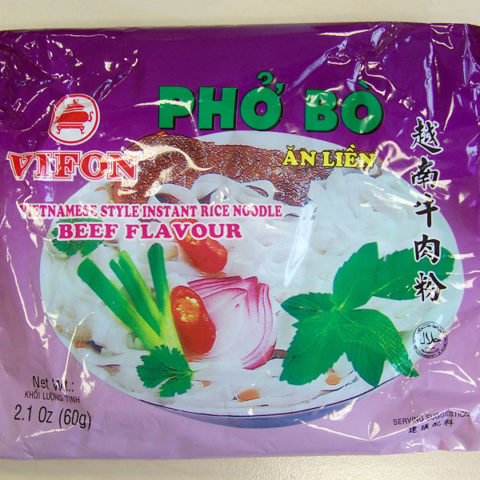 PHỞ BÒ
ĂN LIỀN
VIFON
VIETNAMESE STYLE INSTANT RICE NOODLE
BEEF FLAVOUR
越南牛肉粉
Net Wt.:
KHỐI LƯỢNG TỊNH
2.1 Oz (60g)
SERVING SUGGESTION
建議配料